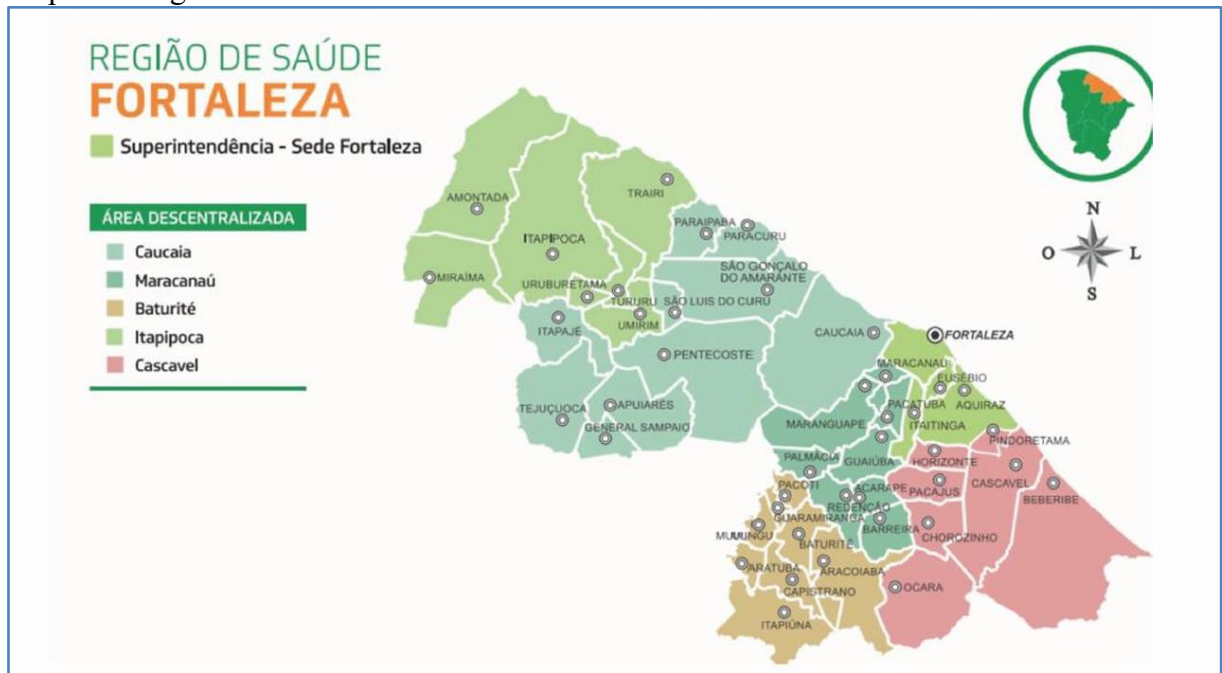 REGIÃO DE SAÚDE
FORTALEZA
Superintendência - Sede Fortaleza
ÁREA DESCENTRALIZADA
Caucaia
Maracanaú
Baturité
Itapipoca
Cascavel
N
O
L
S
TRAIRI
AMONTADA
PARAIPABA
PARACURU
ITAPIPOCA
SÃO GONÇALO
DO AMARANTE
MIRAÍMA
URUBURETAMA
TURURU
SÃO LUIS DO CURU
UMIRIM
ITAPAJÉ
CAUCAIA
FORTALEZA
PENTECOSTE
MARACANAÚ
EUSÉBIO
TEJUÇUOCA
APUIARÉS
PACATUBA
AQUIRAZ
GENERAL SAMPAIO
MARANGUAPE
ITAITINGA
PINDORETAMA
PALMÁCIA
GUAIÚBA
HORIZONTE
CASCAVEL
PACOTI
ACARAPE
PACAJUS
BEBERIBE
REDENÇÃO
GUARAMIRANGA
BARREIRA
CHOROZINHO
BATURITÉ
ARATUBA
ARACOIABA
CAPISTRANO
OCARA
ITAPIÚNA